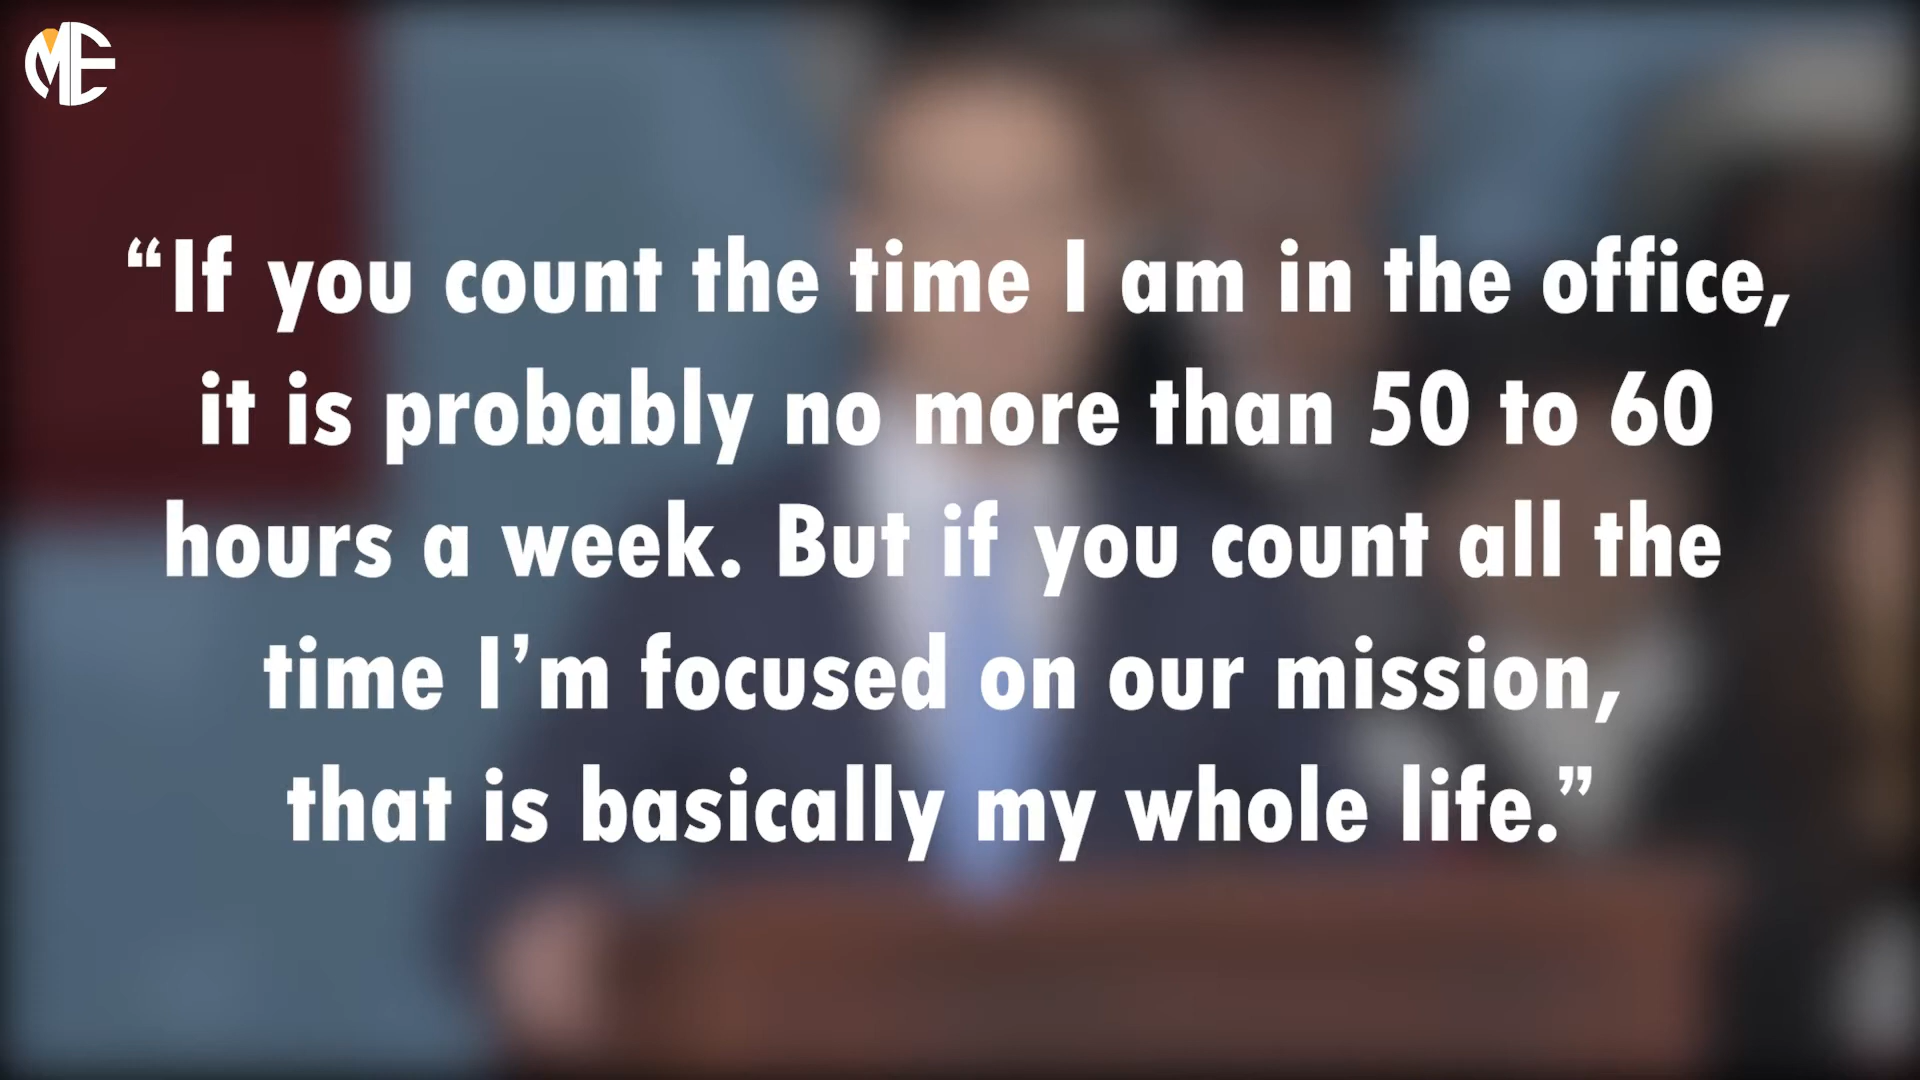 ME
“If you count the time I am in the office,
it is probably no more than 50 to 60
hours a week. But if you count all the
time I’m focused on our mission,
that is basically my whole life.”